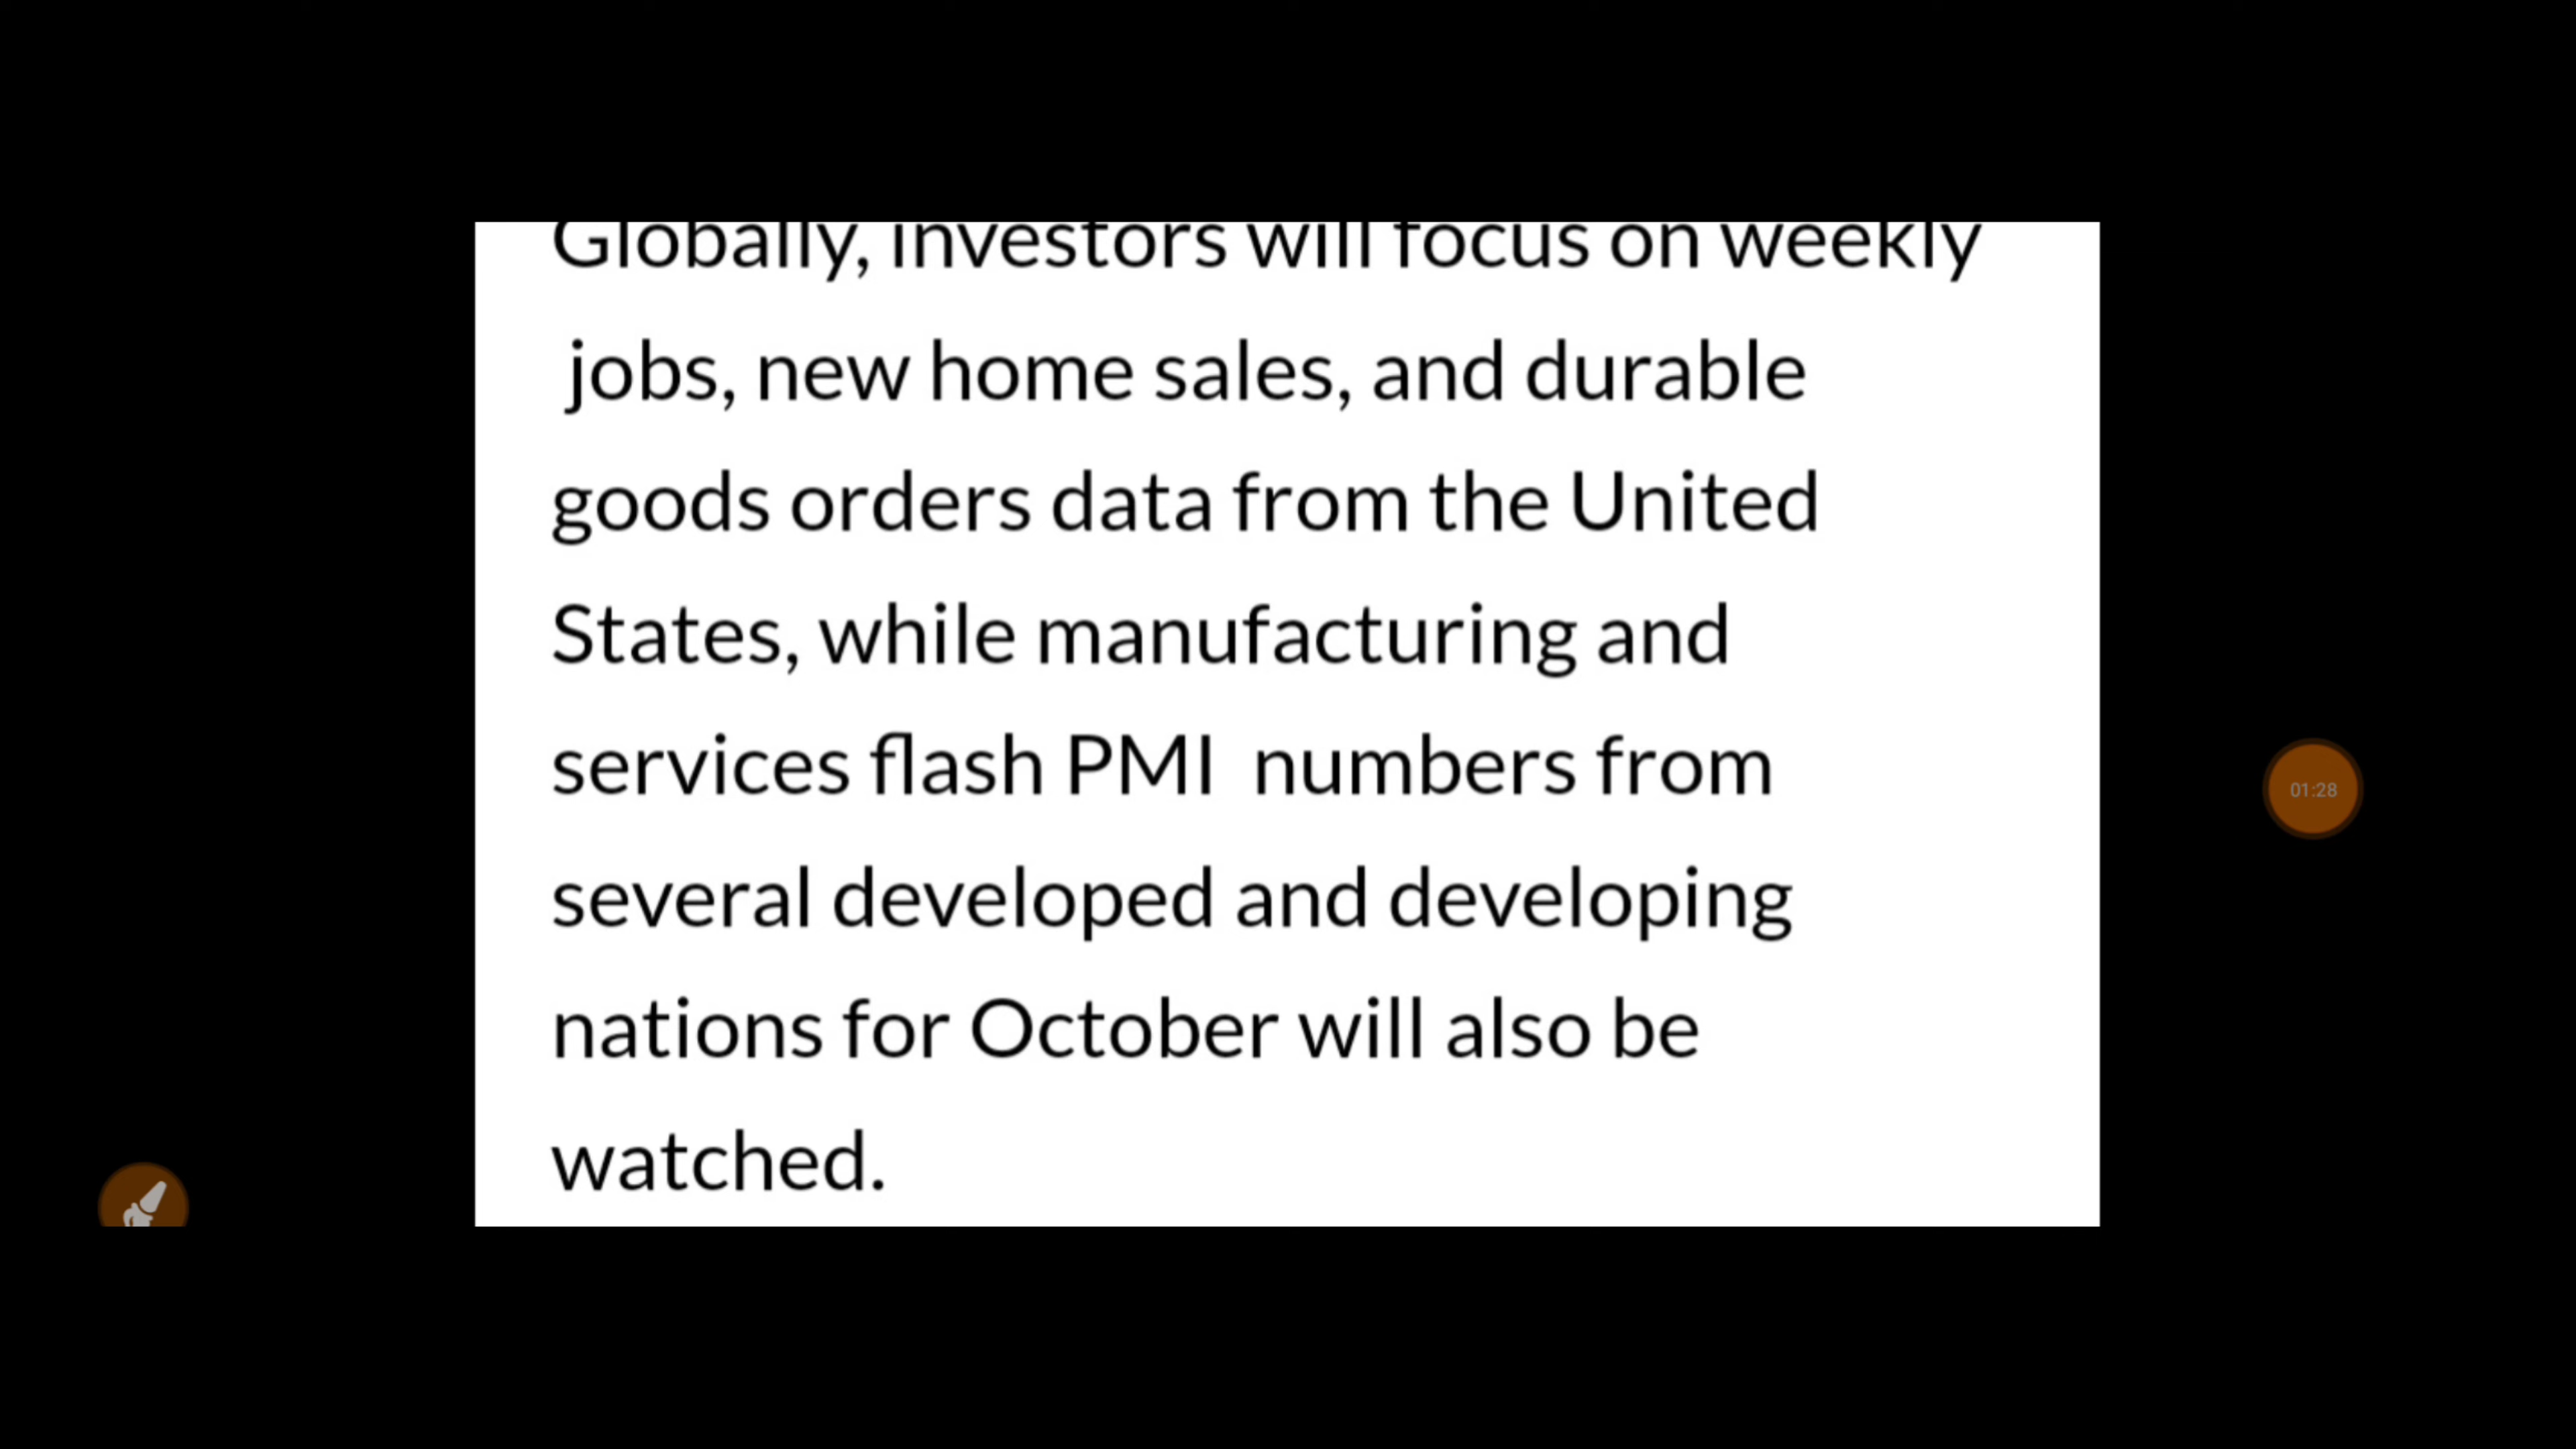 Globally, investors will focus on weekly
jobs, new home sales, and durable
goods orders data from the United
States, while manufacturing and
services flash PMI  numbers from
01:28
several developed and developing
nations for October will also be
watched.